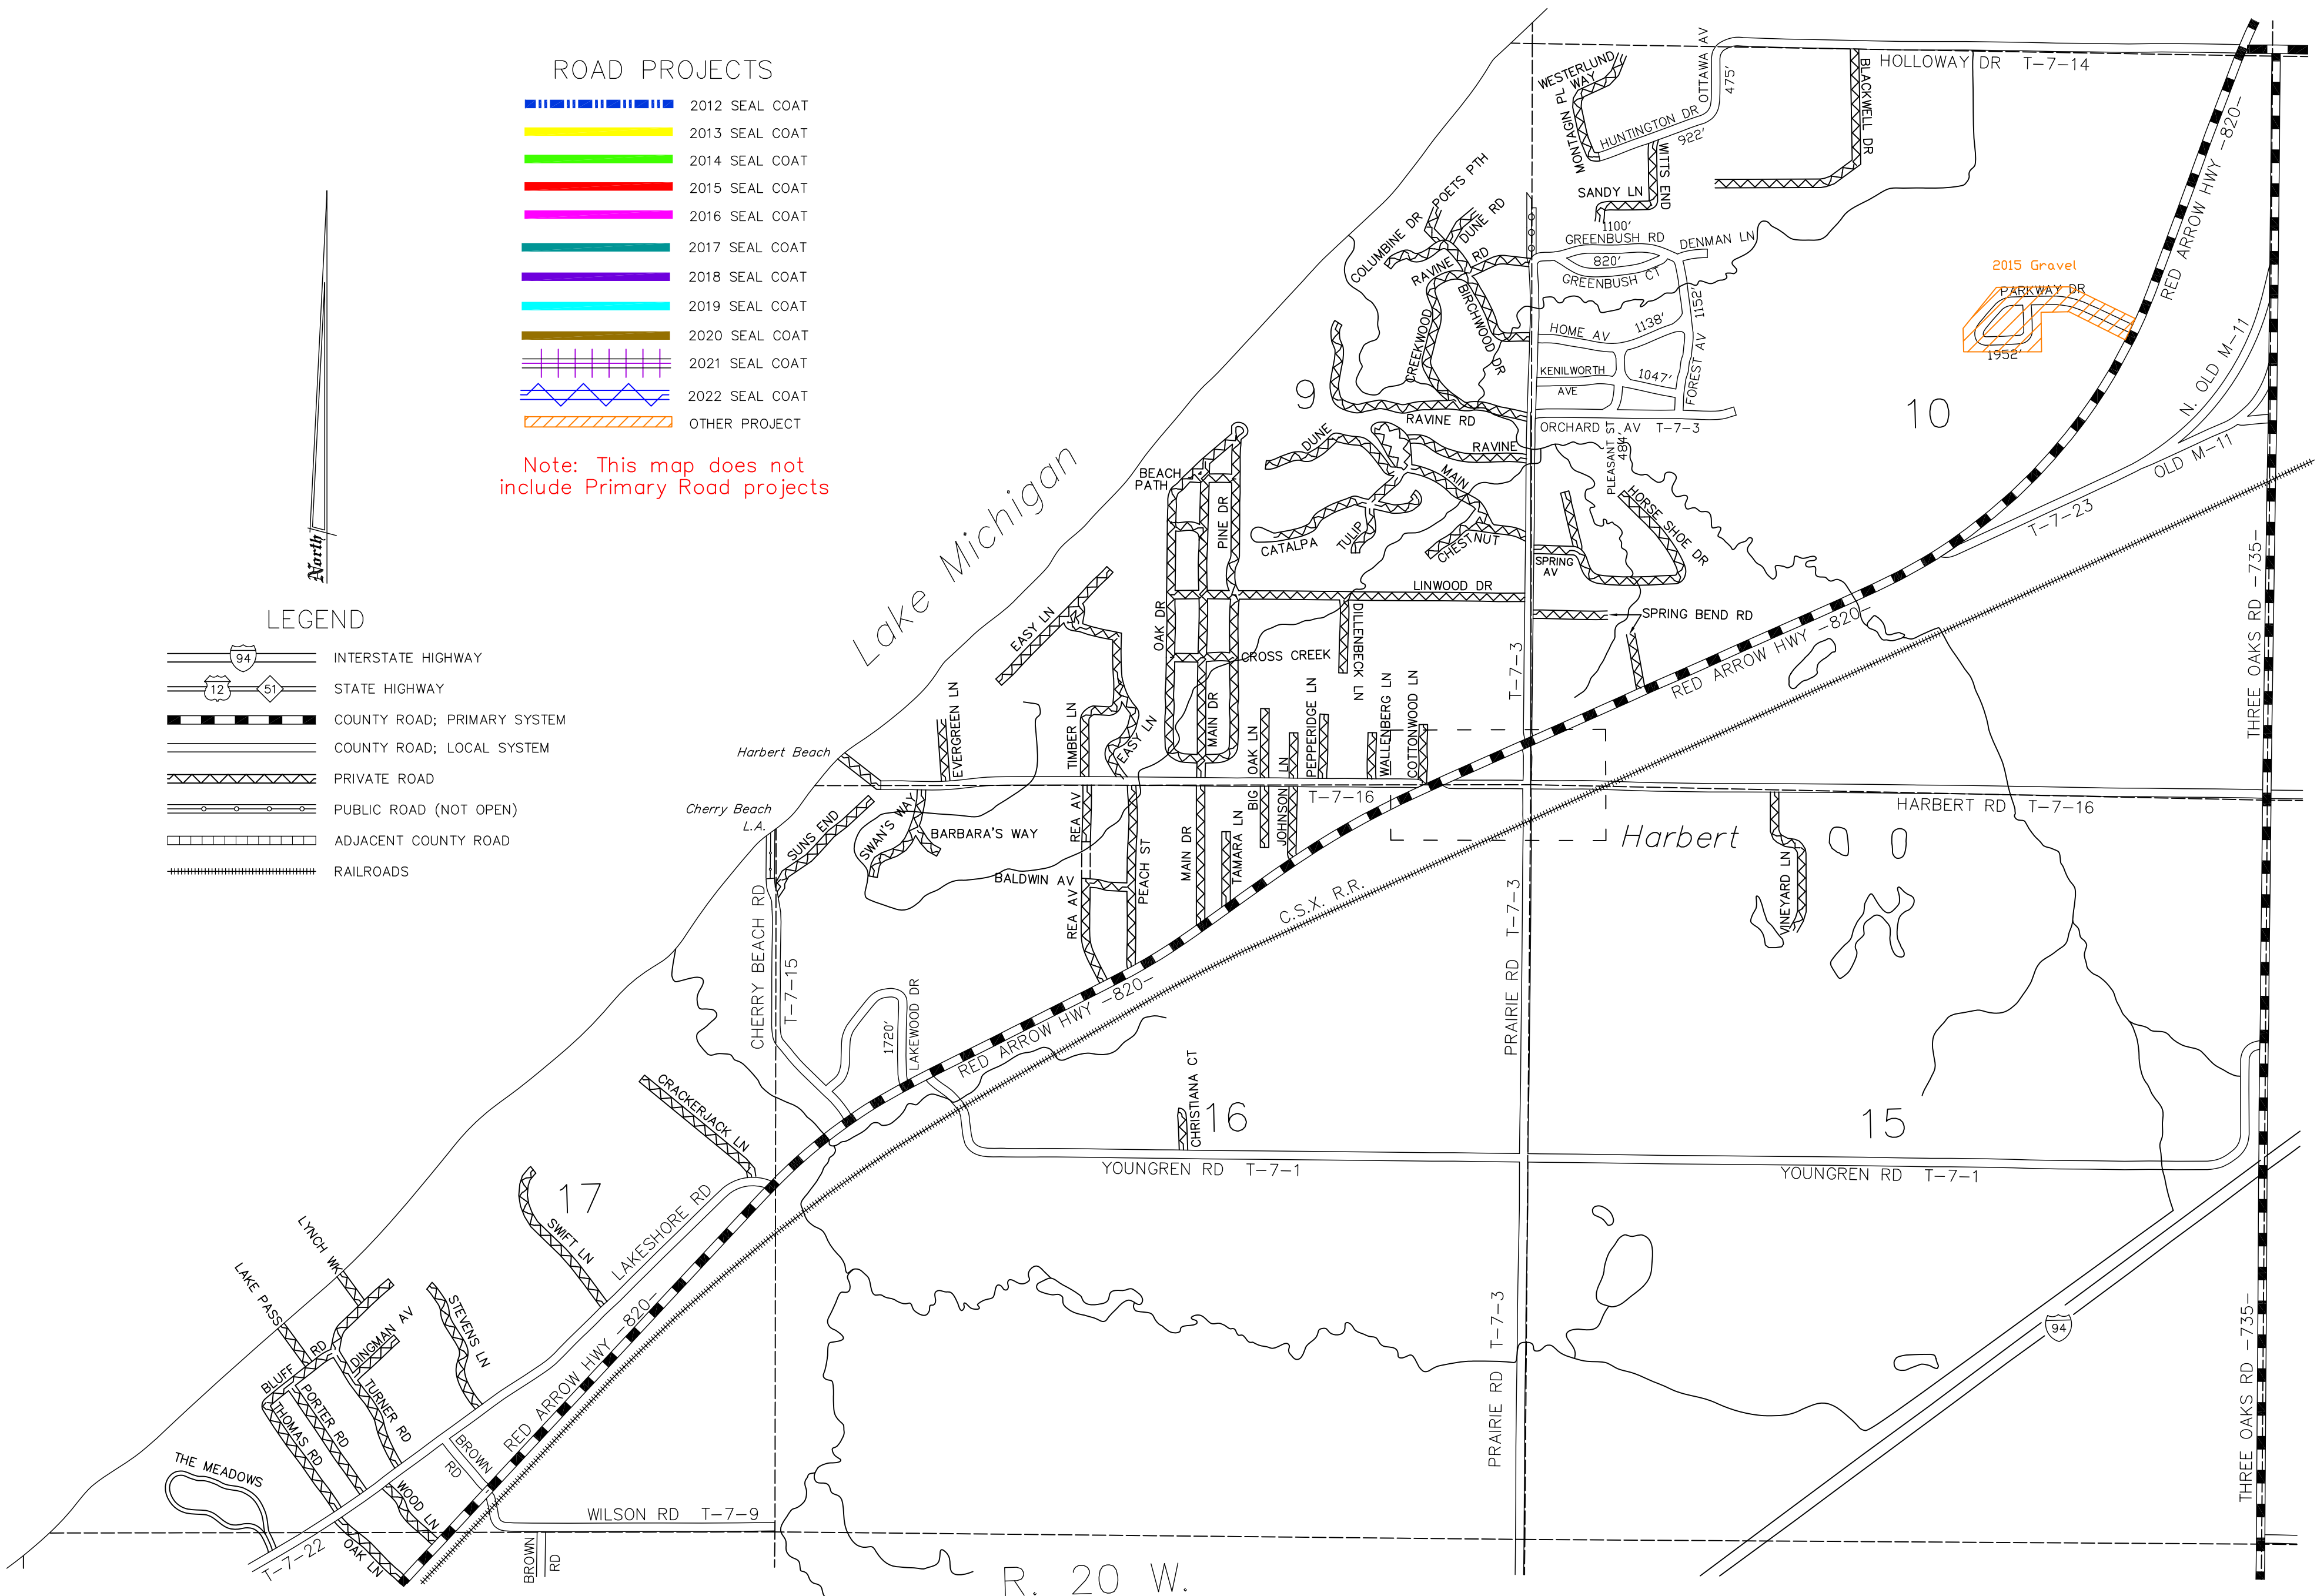 ROAD PROJECTS
2012 SEAL COAT
2013 SEAL COAT
2014 SEAL COAT
2015 SEAL COAT
2016 SEAL COAT
2017 SEAL COAT
2018 SEAL COAT
2019 SEAL COAT
2020 SEAL COAT
2021 SEAL COAT
2022 SEAL COAT
OTHER PROJECT
Note: This map does not
include Primary Road projects
North
LEGEND
94 INTERSTATE HIGHWAY
12 51 STATE HIGHWAY
COUNTY ROAD; PRIMARY SYSTEM
COUNTY ROAD; LOCAL SYSTEM
PRIVATE ROAD
PUBLIC ROAD (NOT OPEN)
ADJACENT COUNTY ROAD
RAILROADS
Lake Michigan
WESTERLUND
WAY
MONTAGIN PL
OTTAWA AV
475'
HUNTINGTON DR
922'
WITTS END
SANDY LN
BLACKWELL DR
HOLLOWAY DR T-7-14
RED ARROW HWY -820-
POETS PTH
COLUMBINE DR
DUNE RD
RAVINE RD
BIRCHWOOD DR
CREEKWOOD
1100'
GREENBUSH RD
DENMAN LN
820'
GREENBUSH CT
1152'
HOME AV
1138'
KENILWORTH
AVE
1047'
FOREST AV
ORCHARD AV T-7-3
PLEASANT ST
484'
2015 Gravel
PARKWAY DR
1952'
N. OLD M-11
OLD M-11
T-7-23
9
10
RAVINE RD
DUNE
RAVINE
MAIN
BEACH
PATH
PINE DR
CATALPA
TULIP
CHESTNUT
HORSE SHOE DR
SPRING
AV
SPRING BEND RD
LINWOOD DR
DILLENBECK LN
OAK DR
CROSS CREEK
EASY LN
T-7-3
RED ARROW HWY -820-
THREE OAKS RD -735-
EVERGREEN LN
TIMBER LN
EASY LN
MAIN DR
BIG OAK LN
JOHNSON LN
PEPPERIDGE LN
WALLENBERG LN
COTTONWOOD LN
Harbert Beach
Cherry Beach
L.A.
SUNS END
SWAN'S WAY
BARBARA'S WAY
REA AV
BALDWIN AV
REA AV
PEACH ST
MAIN DR
TAMARA LN
T-7-16
HARBERT RD T-7-16
Harbert
VINEYARD LN
C.S.X. R.R.
CHERRY BEACH RD
T-7-15
1720'
LAKEWOOD DR
RED ARROW HWY -820-
PRAIRIE RD T-7-3
CHRISTIANA CT
16
15
YOUNGREN RD T-7-1
YOUNGREN RD T-7-1
CRACKERJACK LN
17
SWIFT LN
LAKESHORE RD
LYNCH WK
LAKE PASS
DINGMAN AV
STEVENS LN
BLUFF RD
PORTER RD
THOMAS RD
TURNER RD
THE MEADOWS
BROWN
RD
WOOD LN
OAK LN
T-7-22
RED ARROW HWY -820-
WILSON RD T-7-9
BROWN
RD
PRAIRIE RD T-7-3
94
THREE OAKS RD -735-
R. 20 W.